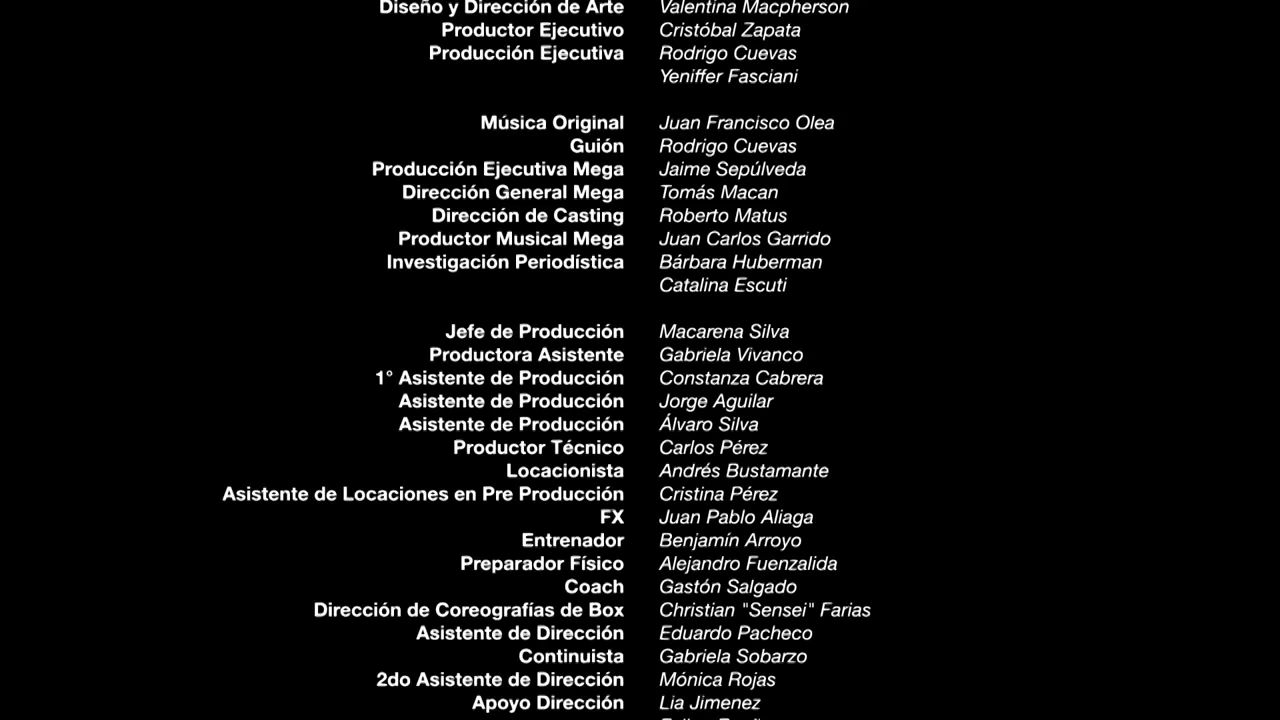 Diseño y Dirección de Arte Valentina Macpherson
Productor Ejecutivo Cristóbal Zapata
Producción Ejecutiva Rodrigo Cuevas
Yeniffer Fasciani
Música Original Juan Francisco Olea
Guión Rodrigo Cuevas
Producción Ejecutiva Mega Jaime Sepúlveda
Dirección General Mega Tomás Macan
Dirección de Casting Roberto Matus
Productor Musical Mega Juan Carlos Garrido
Investigación Periodística Bárbara Huberman
Catalina Escuti
Jefe de Producción Macarena Silva
Productora Asistente Gabriela Vivanco
1° Asistente de Producción Constanza Cabrera
Asistente de Producción Jorge Aguilar
Asistente de Producción Álvaro Silva
Productor Técnico Carlos Pérez
Locacionista Andrés Bustamante
Asistente de Locaciones en Pre Producción Cristina Pérez
FX Juan Pablo Aliaga
Entrenador Benjamín Arroyo
Preparador Físico Alejandro Fuenzalida
Coach Gastón Salgado
Dirección de Coreografías de Box Christian "Sensei" Farias
Asistente de Dirección Eduardo Pacheco
Continuista Gabriela Sobarzo
2do Asistente de Dirección Mónica Rojas
Apoyo Dirección Lia Jimenez